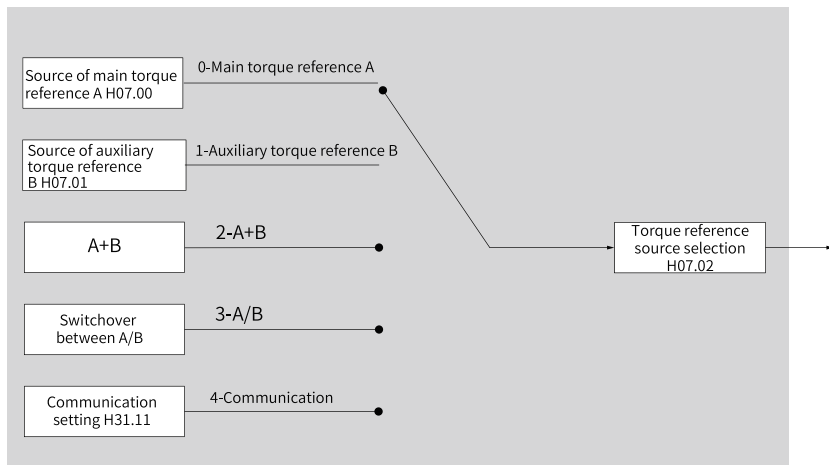 Source of main torque
reference A H07.00
0-Main torque reference A
Source of auxiliary
torque reference
B H07.01
1-Auxiliary torque reference B
A+B
2-A+B
Torque reference
source selection
H07.02
Switchover
between A/B
3-A/B
Communication
setting H31.11
4-Communication